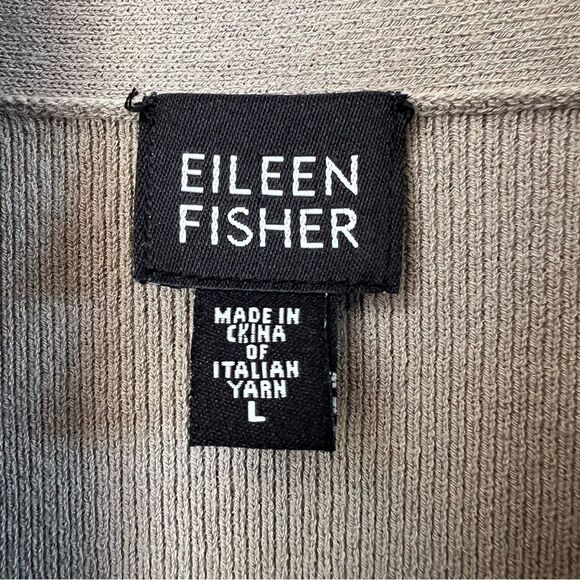 EILEEN
FISHER
MADE IN
CHINA
OF
ITALIAN
YARN
L